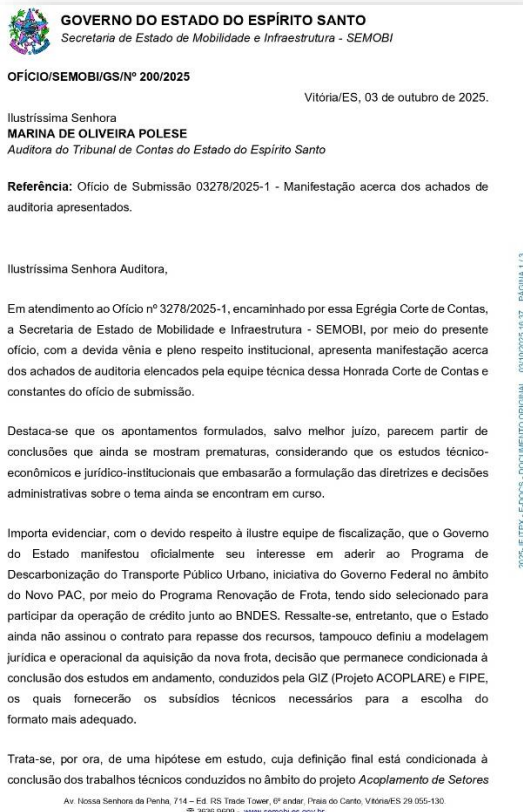 GOVERNO DO ESTADO DO ESPÍRITO SANTO
Secretaria de Estado de Mobilidade e Infraestrutura - SEMOBI
OFÍCIO/SEMOBI/GS/Nº 200/2025
Vitória/ES, 03 de outubro de 2025.
Ilustríssima Senhora
MARINA DE OLIVEIRA POLESE
Auditora do Tribunal de Contas do Estado do Espírito Santo
Referência: Ofício de Submissão 03278/2025-1 - Manifestação acerca dos achados de
auditoria apresentados.
Ilustríssima Senhora Auditora,
Em atendimento ao Ofício nº 3278/2025-1, encaminhado por essa Egrégia Corte de Contas,
a Secretaria de Estado de Mobilidade e Infraestrutura - SEMOBI, por meio do presente
ofício, com a devida vênia e pleno respeito institucional, apresenta manifestação acerca
dos achados de auditoria elencados pela equipe técnica dessa Honrada Corte de Contas e
constantes do ofício de submissão.
Destaca-se que os apontamentos formulados, salvo melhor juízo, parecem partir de
conclusões que ainda se mostram prematuras, considerando que os estudos técnico-
econômicos e jurídico-institucionais que embasarão a formulação das diretrizes e decisões
administrativas sobre o tema ainda se encontram em curso.
Importa evidenciar, com o devido respeito à ilustre equipe de fiscalização, que o Governo
do Estado manifestou oficialmente seu interesse em aderir ao Programa de
Descarbonização do Transporte Público Urbano, iniciativa do Governo Federal no âmbito
do Novo PAC, por meio do Programa Renovação de Frota, tendo sido selecionado para
participar da operação de crédito junto ao BNDES. Ressalte-se, entretanto, que o Estado
ainda não assinou o contrato para repasse dos recursos, tampouco definiu a modelagem
jurídica e operacional da aquisição da nova frota, decisão que permanece condicionada à
conclusão dos estudos em andamento, conduzidos pela GIZ (Projeto ACOPLARE) e FIPE,
os quais fornecerão os subsídios técnicos necessários para a escolha do
formato mais adequado.
Trata-se, por ora, de uma hipótese em estudo, cuja definição final está condicionada à
conclusão dos trabalhos técnicos conduzidos no âmbito do projeto Acoplamento de Setores
Av. Nossa Senhora da Penha, 714 – Ed. RS Trade Tower, 6º andar, Praia do Canto, Vitória/ES 29.055-130.